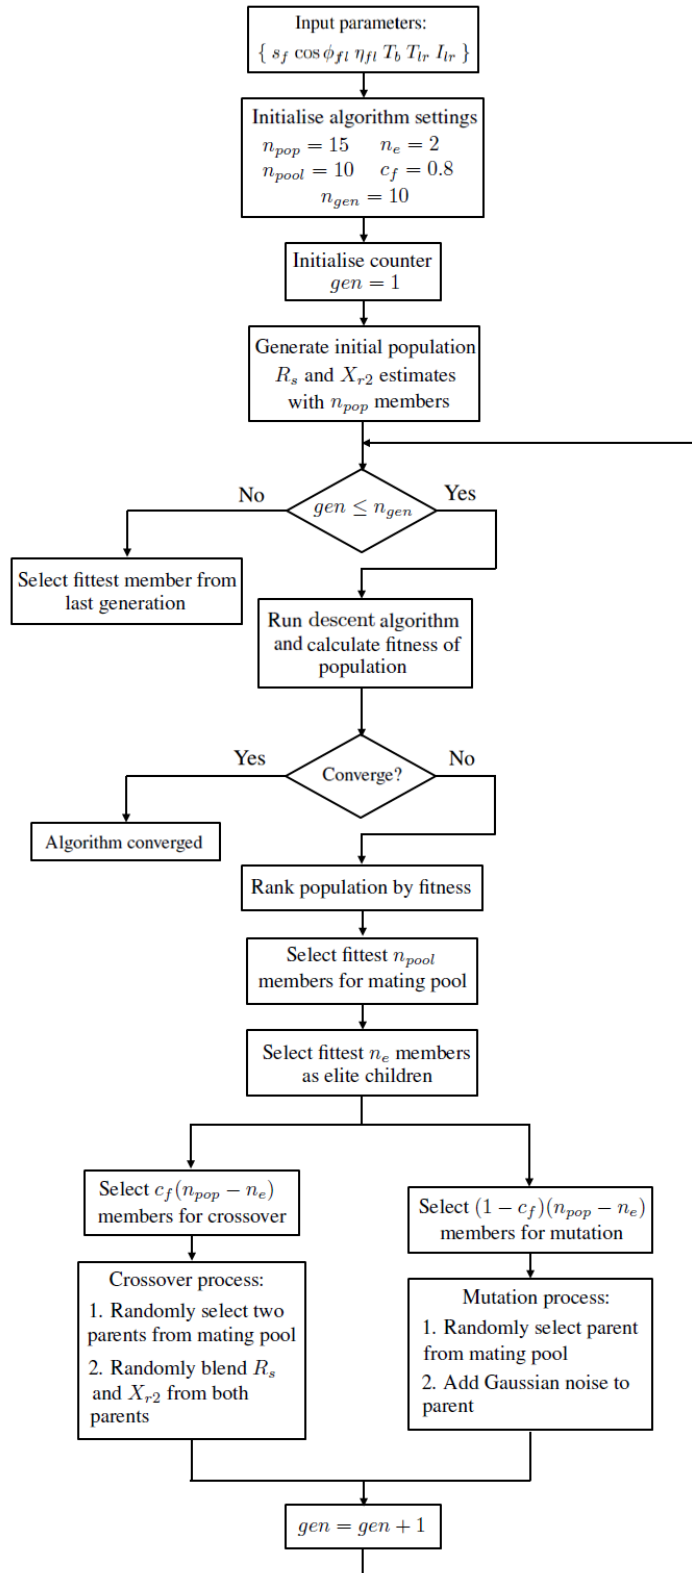 Input parameters:
{ s_f cos ϕ_fl η_fl T_b T_lr I_lr }
Initialise algorithm settings
n_pop = 15 n_e = 2
n_pool = 10 c_f = 0.8
n_gen = 10
Initialise counter
gen = 1
Generate initial population
R_s and X_r2 estimates
with n_pop members
No
Yes
gen ≤ n_gen
Select fittest member from
last generation
Run descent algorithm
and calculate fitness of
population
Yes
No
Converge?
Algorithm converged
Rank population by fitness
Select fittest n_pool
members for mating pool
Select fittest n_e members
as elite children
Select c_f(n_pop − n_e)
members for crossover
Select (1 − c_f)(n_pop − n_e)
members for mutation
Crossover process:
1. Randomly select two
parents from mating pool
2. Randomly blend R_s
and X_r2 from both
parents
Mutation process:
1. Randomly select parent
from mating pool
2. Add Gaussian noise to
parent
gen = gen + 1